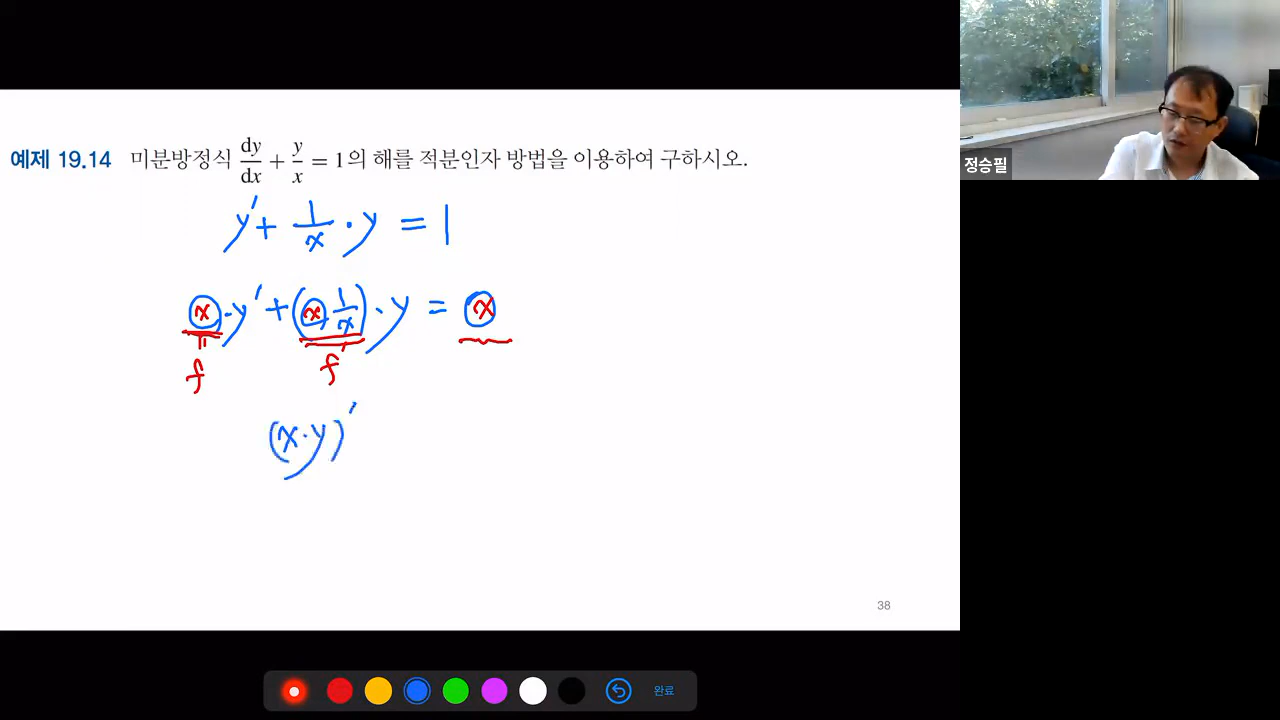 예제 19.14 미분방정식 dy/dx + y/x = 1의 해를 적분인자 방법을 이용하여 구하시오.
y' + 1/x · y = 1
x · y' + (x · 1/x) · y = x
f f'
(x · y)'
38
정승필
완료